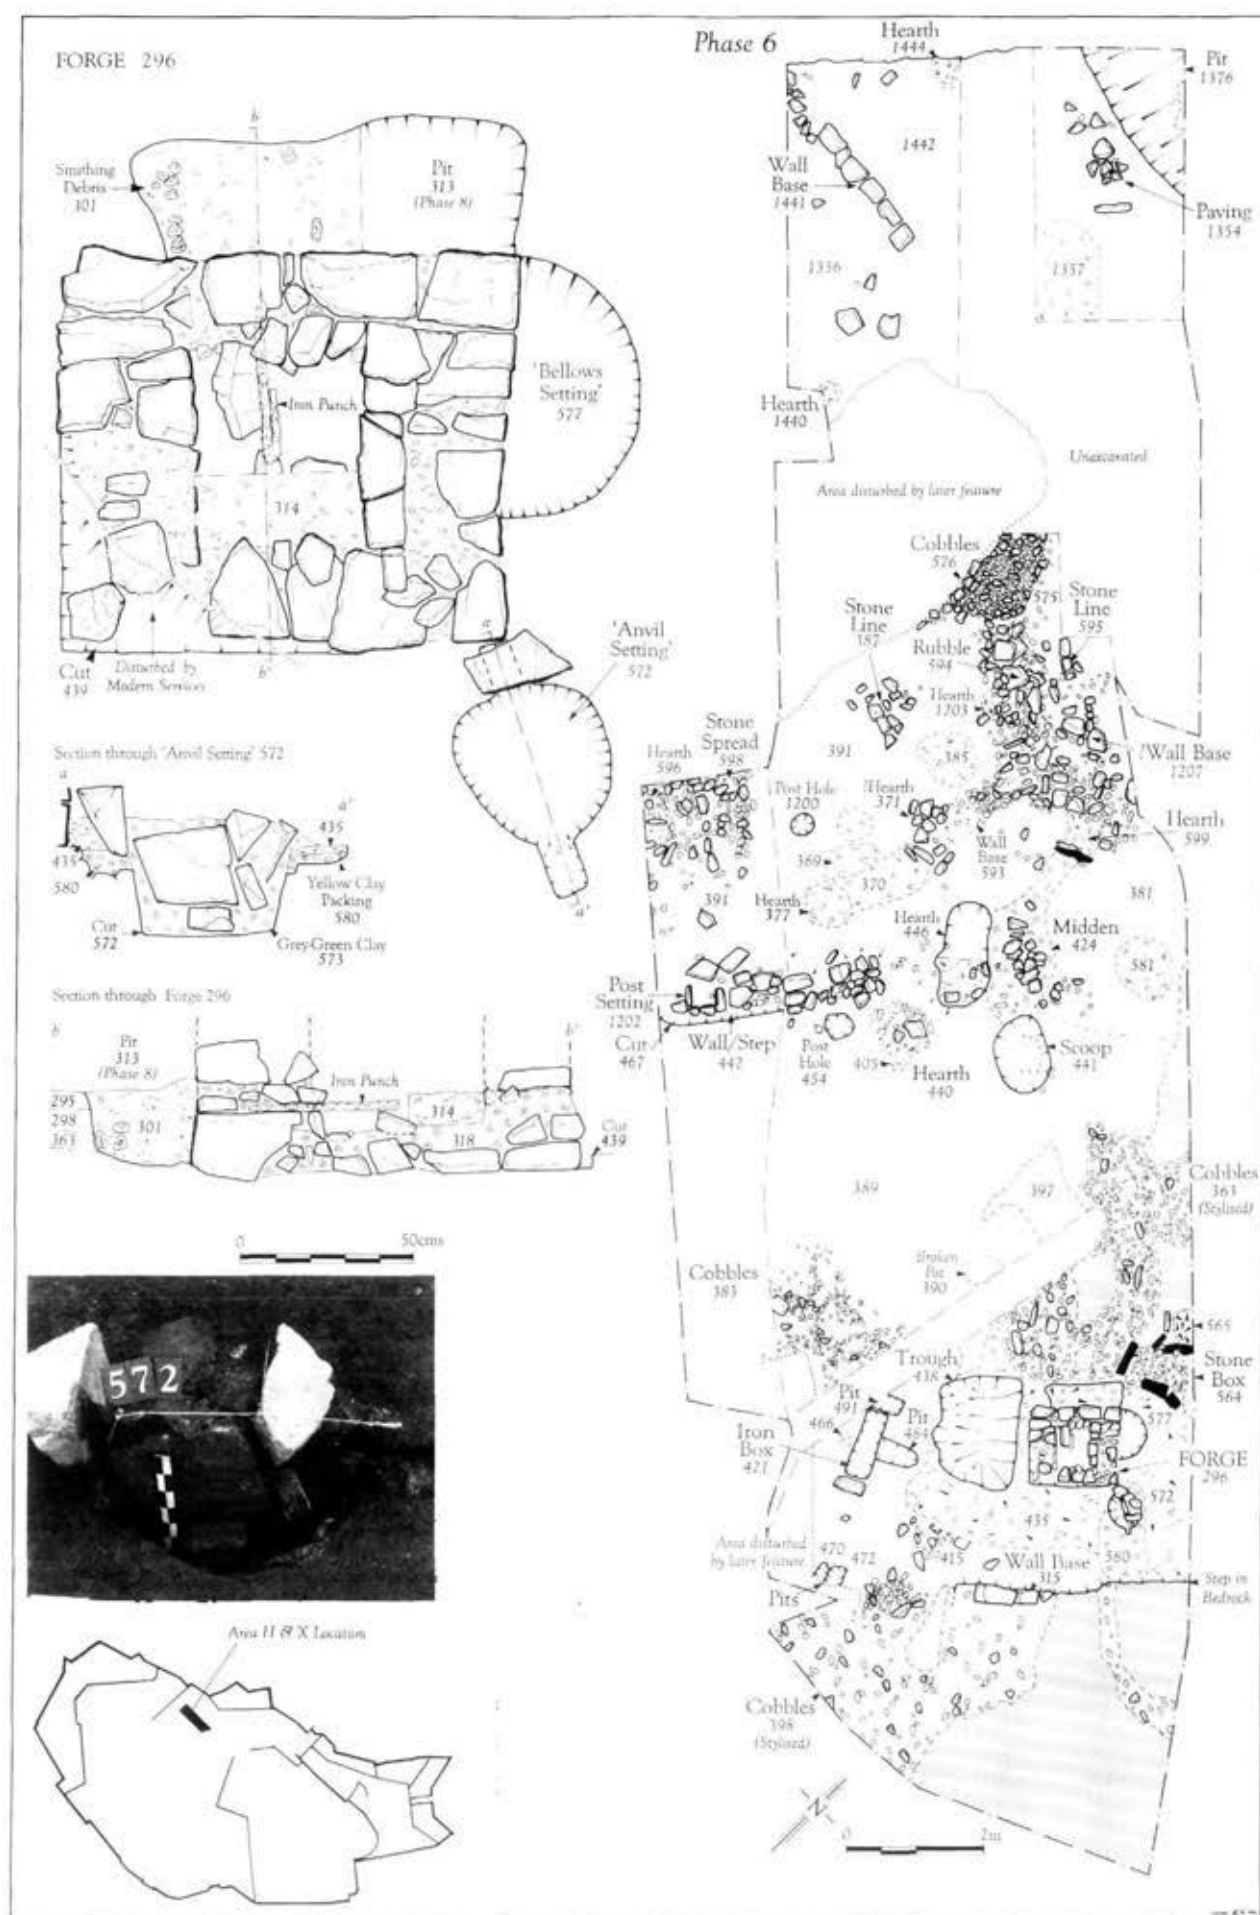 FORGE 296
b
Smithing
Debris
301
Pit
313
(Phase 8)
'Bellows
Setting'
577
Iron Punch
314
Cut
439
Disturbed by
Modern Services
b'
a
'Anvil
Setting'
572
a'
Section through 'Anvil Setting' 572
a
a'
435
435
580
Yellow Clay
Packing
580
Cut
572
Grey-Green Clay
573
Section through Forge 296
b
b'
Pit
313
(Phase 8)
Iron Punch
295
298
363
301
314
318
Cut
439
0
50cms
572
Area H & X Location
Phase 6
Hearth
1444
Pit
1376
1442
Wall
Base
1441
Paving
1354
1356
1357
Hearth
1440
Unexcavated
Area disturbed by later feature
Cobbles
576
575
Stone
Line
387
Stone
Line
595
Rubble
594
Hearth
1203
Stone
Spread
598
Hearth
596
391
385
?Wall Base
1207
Post Hole
1200
?Hearth
371
Hearth
599
Wall
Base
593
369
370
391
381
Hearth
377
Hearth
446
Midden
424
581
Post
Setting
1202
Cut
467
Wall/Step
442
Post
Hole
454
405
Hearth
440
Scoop
441
389
397
Cobbles
363
(Stylised)
Broken
Pot
390
Cobbles
383
565
Trough
438
Stone
Box
564
Pit
491
466
Pit
484
Iron
Box
421
577
FORGE
296
572
435
Area disturbed
by later feature
470
472
415
Wall Base
315
580
Step in
Bedrock
Pits
Cobbles
398
(Stylised)
N
0
2m